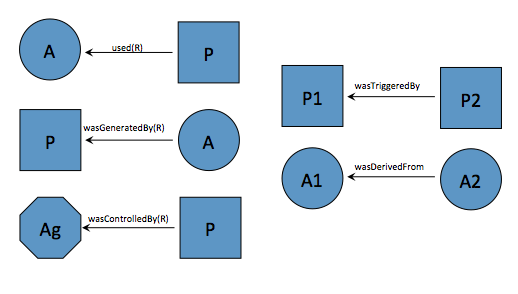 A
used(R)
P
P
wasGeneratedBy(R)
A
Ag
wasControlledBy(R)
P
P1
wasTriggeredBy
P2
A1
wasDerivedFrom
A2